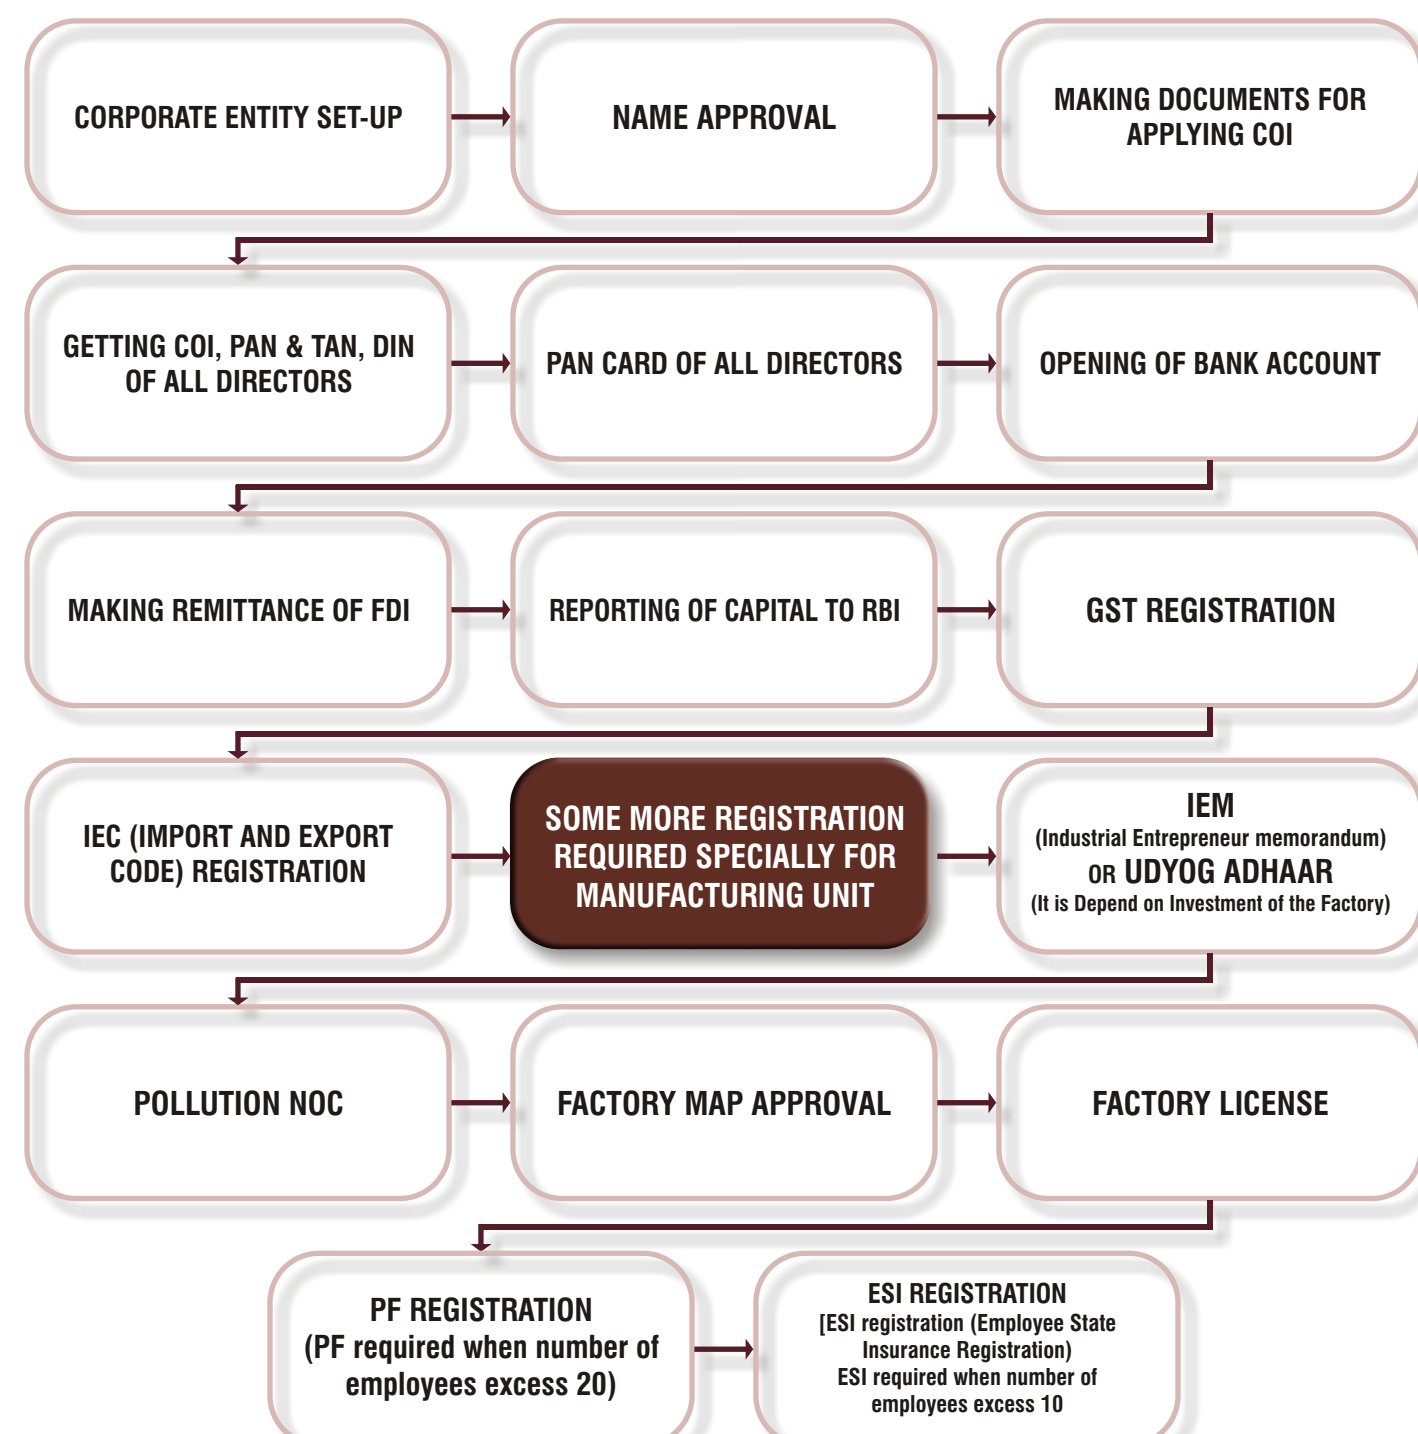 CORPORATE ENTITY SET-UP
NAME APPROVAL
MAKING DOCUMENTS FOR
APPLYING COI
GETTING COI, PAN & TAN, DIN
OF ALL DIRECTORS
PAN CARD OF ALL DIRECTORS
OPENING OF BANK ACCOUNT
MAKING REMITTANCE OF FDI
REPORTING OF CAPITAL TO RBI
GST REGISTRATION
IEC (IMPORT AND EXPORT
CODE) REGISTRATION
SOME MORE REGISTRATION
REQUIRED SPECIALLY FOR
MANUFACTURING UNIT
IEM
(Industrial Entrepreneur memorandum)
OR UDYOG ADHAAR
(It is Depend on Investment of the Factory)
POLLUTION NOC
FACTORY MAP APPROVAL
FACTORY LICENSE
PF REGISTRATION
(PF required when number of
employees excess 20)
ESI REGISTRATION
[ESI registration (Employee State
Insurance Registration)
ESI required when number of
employees excess 10